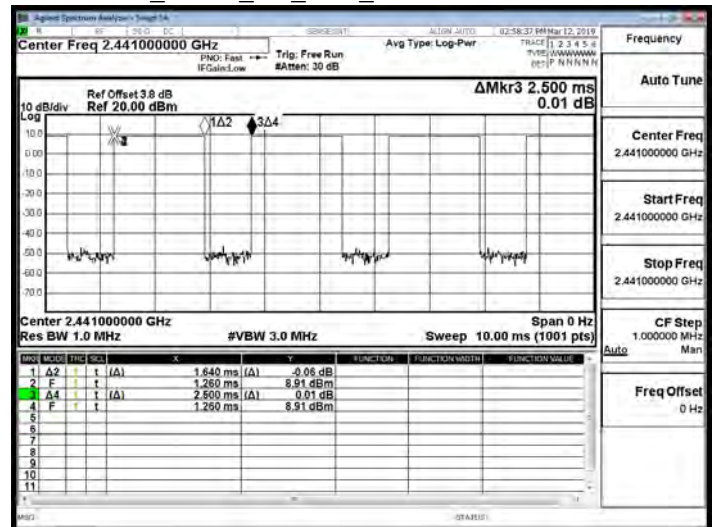 Agilent Spectrum Analyzer - Swept SA
RF 50 Ω DC SENSE:INT ALIGN AUTO 02:58:37 PM Mar 12, 2019
Center Freq 2.441000000 GHz
PNO: Fast
IFGain:Low
Trig: Free Run
#Atten: 30 dB
Avg Type: Log-Pwr
TRACE 1 2 3 4 5 6
TYPE WWWWWW
DET P N N N N N
Ref Offset 3.8 dB
Ref 20.00 dBm
10 dB/div
Log
ΔMkr3 2.500 ms
0.01 dB
1Δ2
3Δ4
10.0
0.00
-10.0
-20.0
-30.0
-40.0
-50.0
-60.0
-70.0
Center 2.441000000 GHz Span 0 Hz
Res BW 1.0 MHz #VBW 3.0 MHz Sweep 10.00 ms (1001 pts)
MKR MODE TRC SCL X Y FUNCTION FUNCTION WIDTH FUNCTION VALUE
1 Δ2 1 t (Δ) 1.640 ms (Δ) -0.06 dB
2 F 1 t 1.260 ms 8.91 dBm
3 Δ4 1 t (Δ) 2.500 ms (Δ) 0.01 dB
4 F 1 t 1.260 ms 8.91 dBm
5
6
7
8
9
10
11
MSG STATUS
Frequency
Auto Tune
Center Freq
2.441000000 GHz
Start Freq
2.441000000 GHz
Stop Freq
2.441000000 GHz
CF Step
1.000000 MHz
Auto Man
Freq Offset
0 Hz